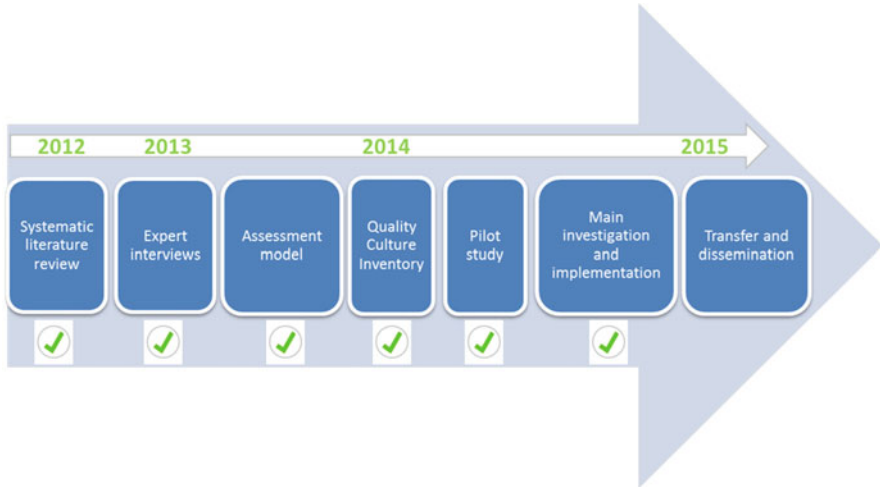 2012 2013 2014 2015
Systematic
literature
review
Expert
interviews
Assessment
model
Quality
Culture
Inventory
Pilot
study
Main
investigation
and
implementation
Transfer and
dissemination